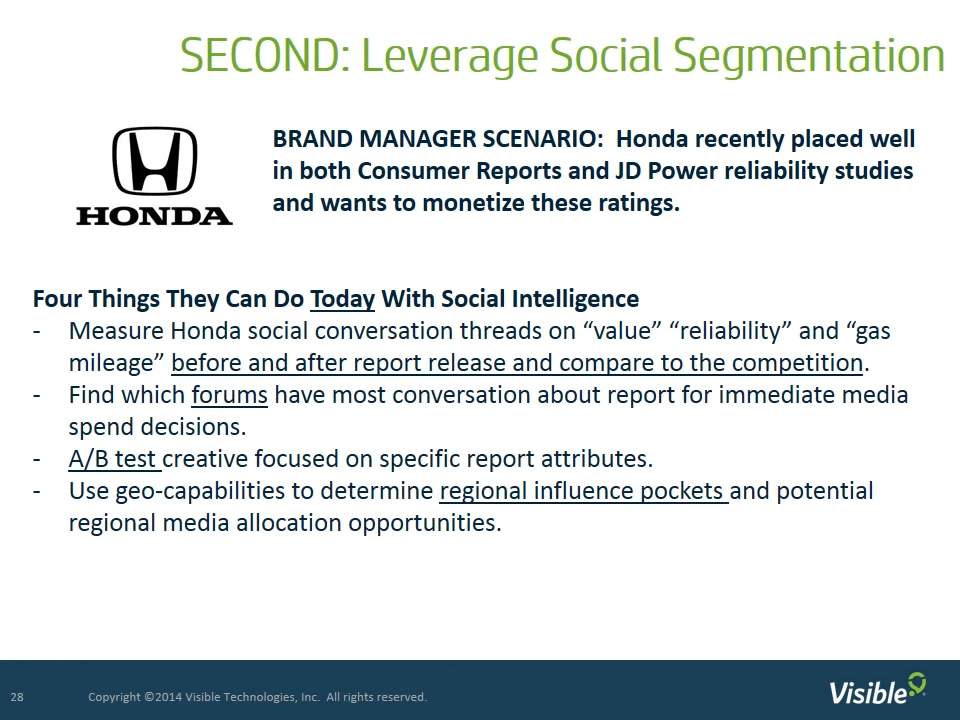 SECOND: Leverage Social Segmentation
HONDA
BRAND MANAGER SCENARIO:  Honda recently placed well
in both Consumer Reports and JD Power reliability studies
and wants to monetize these ratings.
Four Things They Can Do Today With Social Intelligence
- Measure Honda social conversation threads on “value” “reliability” and “gas
mileage” before and after report release and compare to the competition.
- Find which forums have most conversation about report for immediate media
spend decisions.
- A/B test creative focused on specific report attributes.
- Use geo-capabilities to determine regional influence pockets and potential
regional media allocation opportunities.
28 Copyright ©2014 Visible Technologies, Inc.  All rights reserved.
Visible